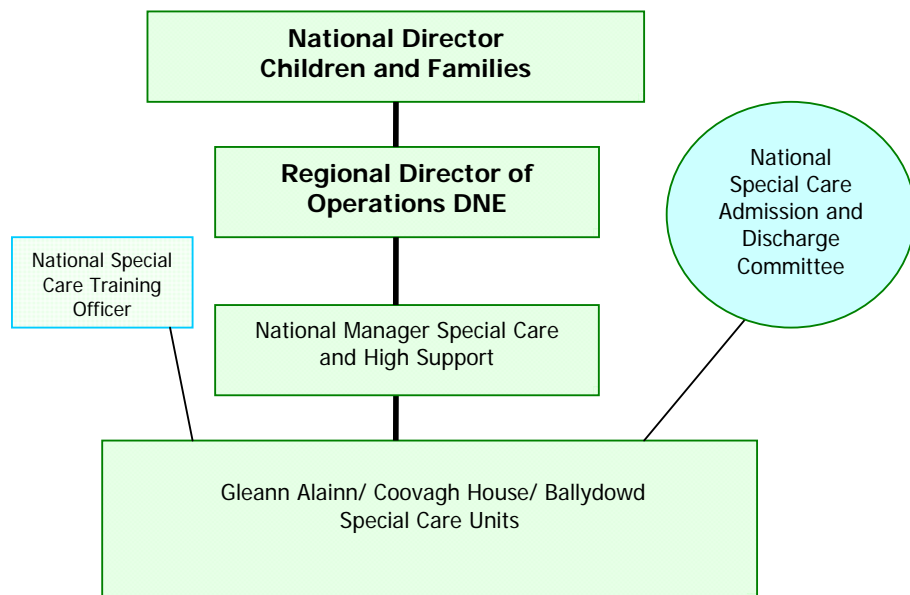 National Director
Children and Families
Regional Director of
Operations DNE
National
Special Care
Admission and
Discharge
Committee
National Special
Care Training
Officer
National Manager Special Care
and High Support
Gleann Alainn/ Coovagh House/ Ballydowd
Special Care Units